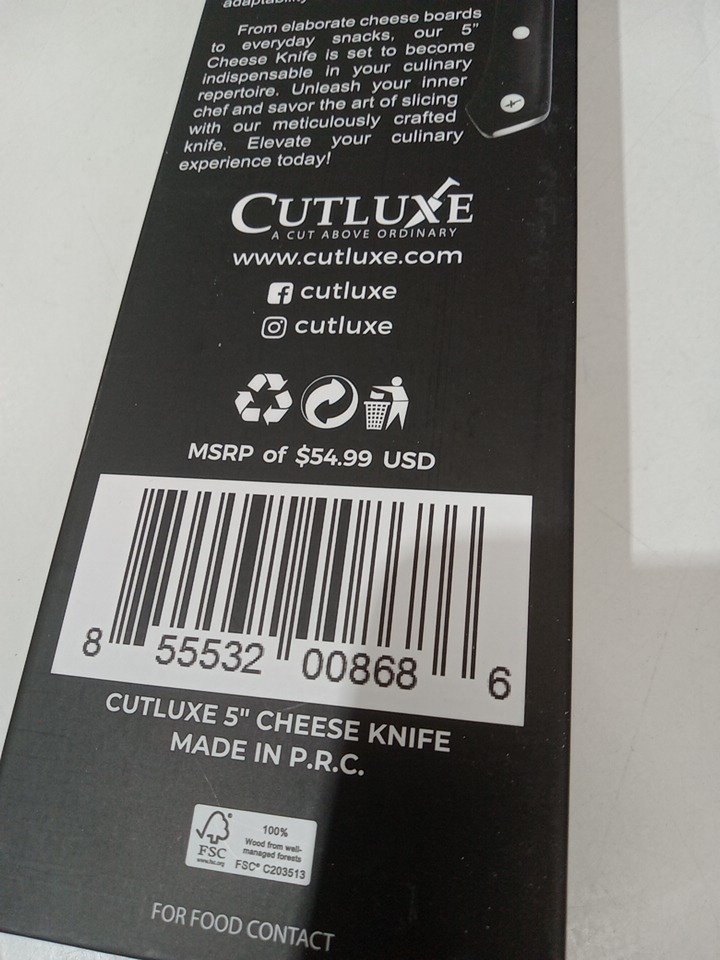 adaptability
From elaborate cheese boards
to everyday snacks, our 5"
Cheese Knife is set to become
indispensable in your culinary
repertoire. Unleash your inner
chef and savor the art of slicing
with our meticulously crafted
knife. Elevate your culinary
experience today!
CUTLUXE
A CUT ABOVE ORDINARY
www.cutluxe.com
cutluxe
cutluxe
MSRP of $54.99 USD
8 55532 00868 6
CUTLUXE 5" CHEESE KNIFE
MADE IN P.R.C.
FSC
www.fsc.org
100%
Wood from well-
managed forests
FSC® C203513
FOR FOOD CONTACT